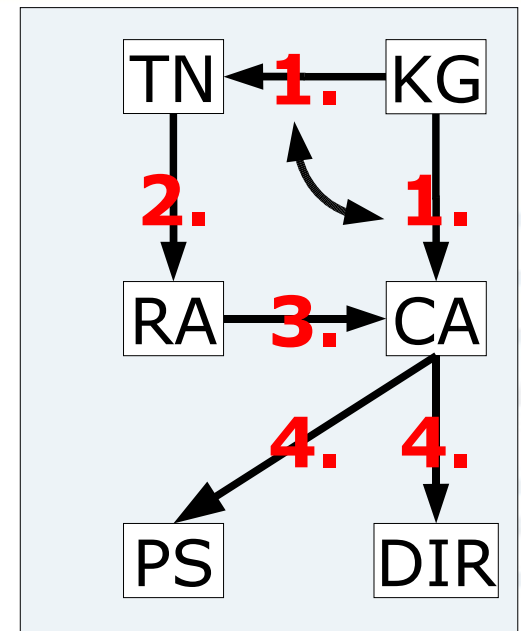 TN 1. KG
2. 1.
RA 3. CA
4. 4.
PS DIR